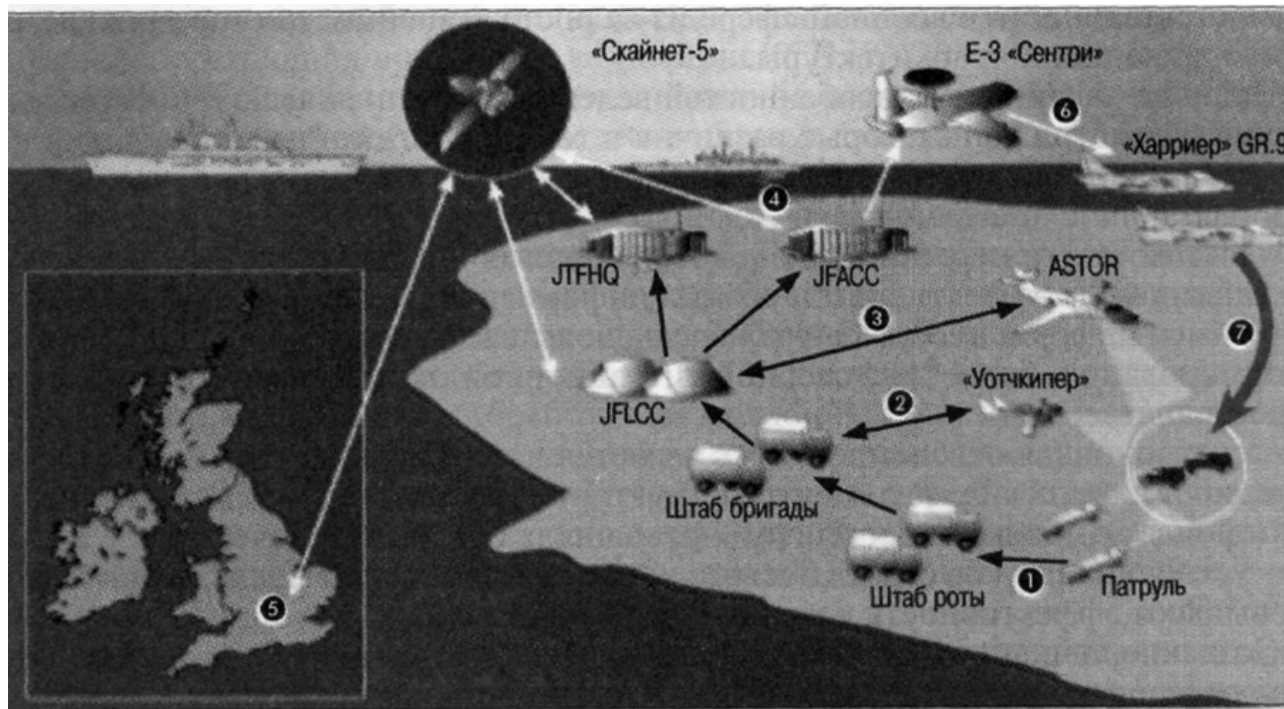 «Скайнет-5»
Е-3 «Сентри»
6
«Харриер» GR.9
4
JTFHQ
JFACC
ASTOR
3
7
«Уотчкипер»
JFLCC
2
Штаб бригады
5
Штаб роты
1
Патруль